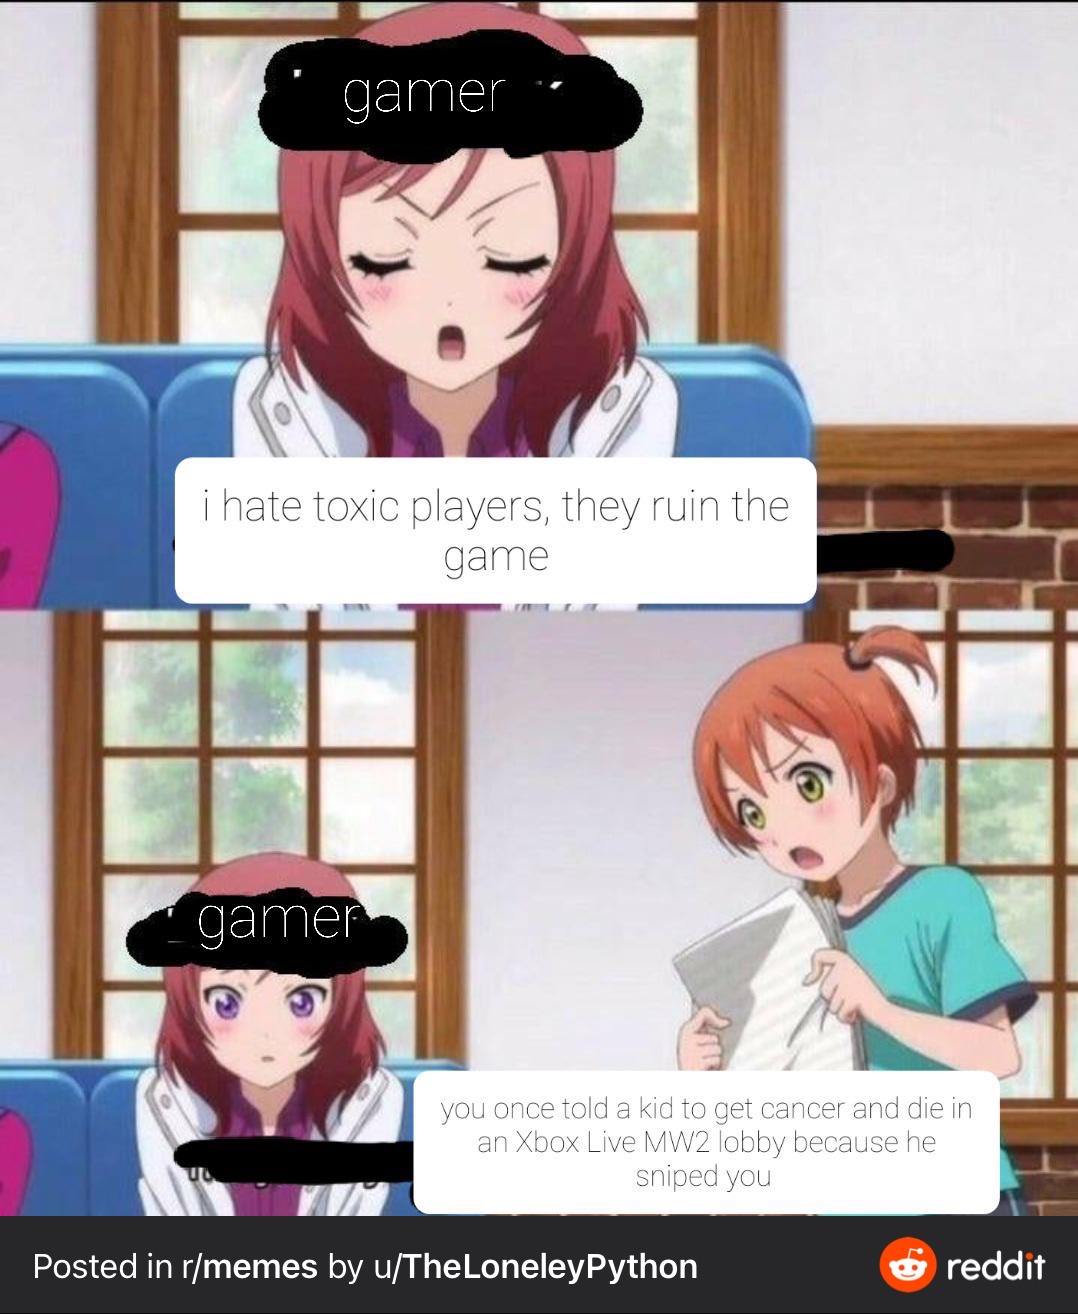 gamer
i hate toxic players, they ruin the
game
gamer
you once told a kid to get cancer and die in
an Xbox Live MW2 lobby because he
sniped you
Posted in r/memes by u/TheLoneleyPython
reddit